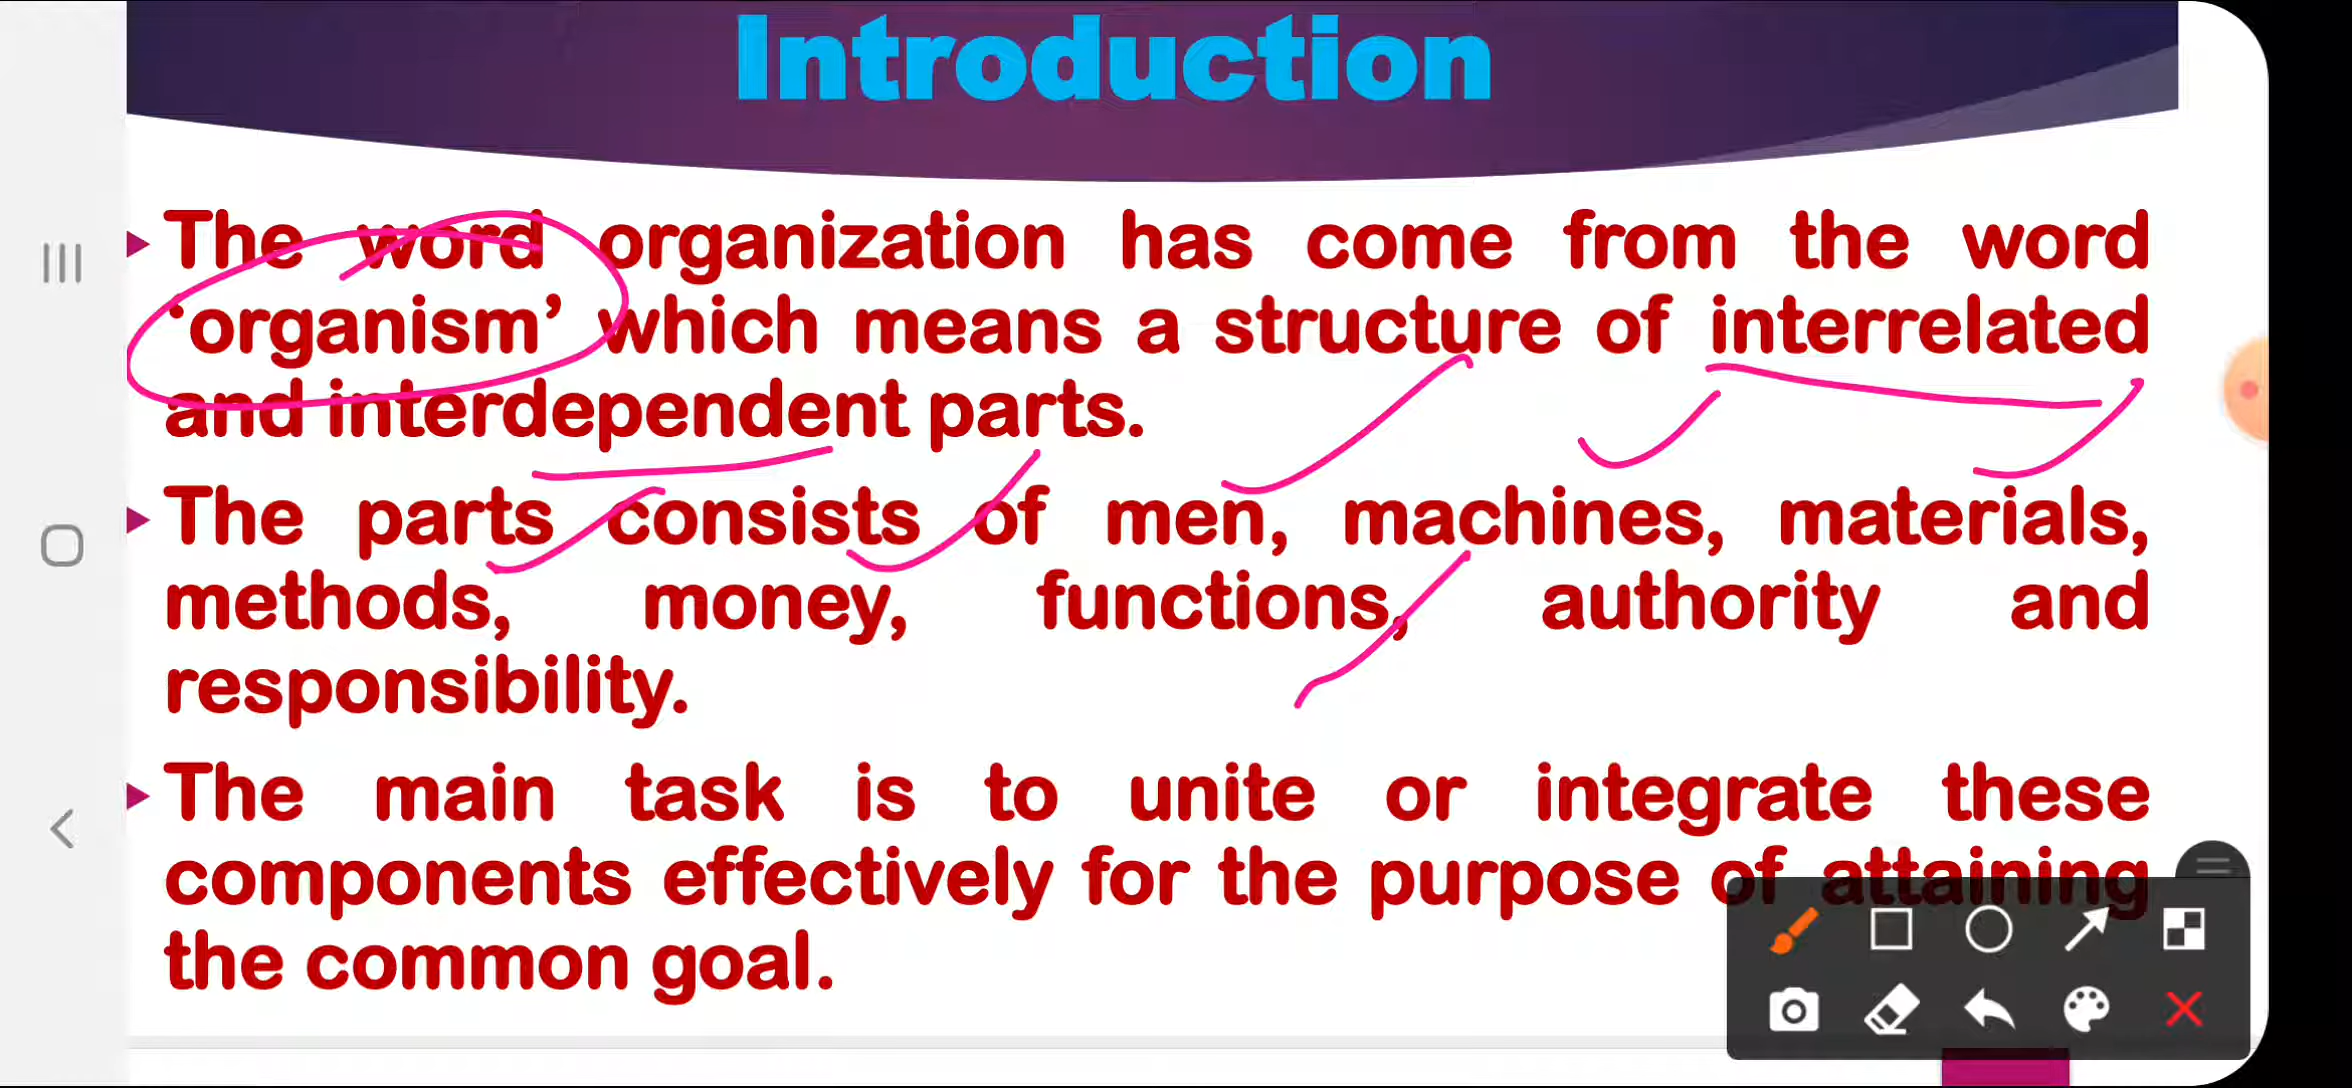 Introduction
The word organization has come from the word
‘organism’ which means a structure of interrelated
and interdependent parts.
The parts consists of men, machines, materials,
methods, money, functions, authority and
responsibility.
The main task is to unite or integrate these
components effectively for the purpose of attaining
the common goal.